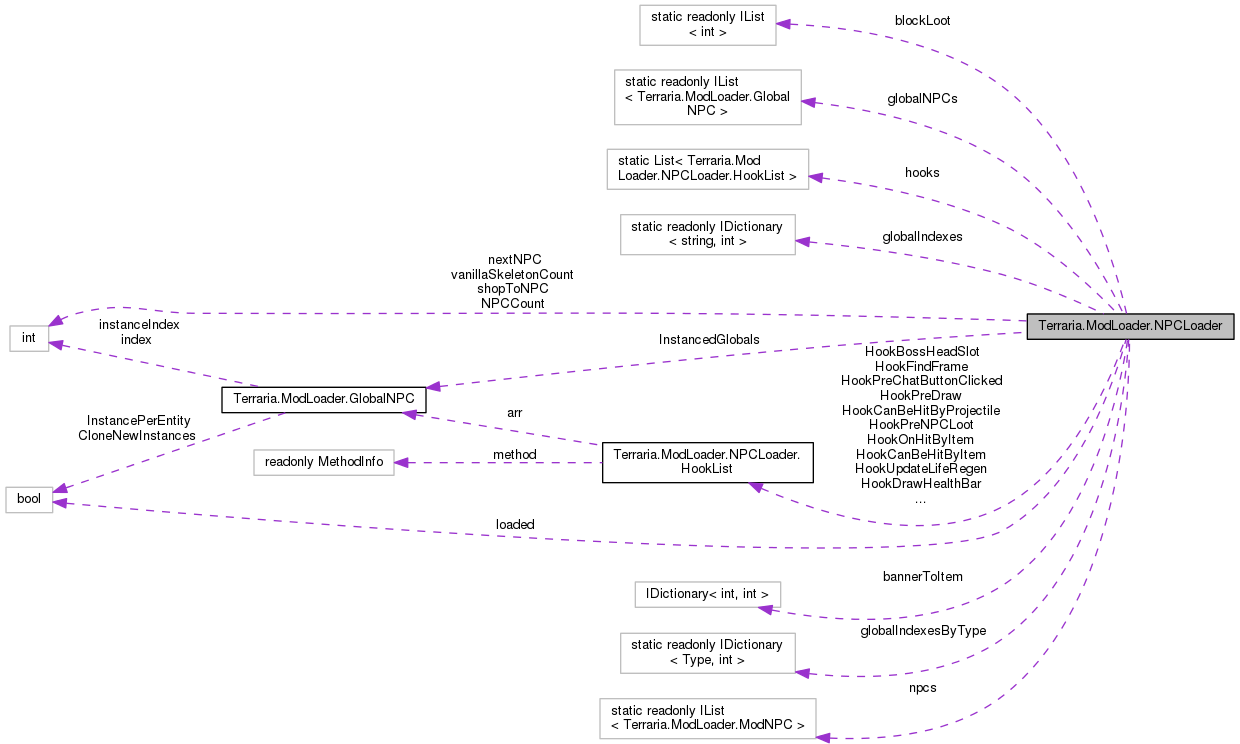 static readonly IList
< int >
blockLoot
static readonly IList
< Terraria.ModLoader.Global
NPC >
globalNPCs
static List< Terraria.Mod
Loader.NPCLoader.HookList >
hooks
static readonly IDictionary
< string, int >
globalIndexes
nextNPC
vanillaSkeletonCount
shopToNPC
NPCCount
Terraria.ModLoader.NPCLoader
int
instanceIndex
index
InstancedGlobals
HookBossHeadSlot
HookFindFrame
HookPreChatButtonClicked
HookPreDraw
HookCanBeHitByProjectile
HookPreNPCLoot
HookOnHitByItem
HookCanBeHitByItem
HookUpdateLifeRegen
HookDrawHealthBar
...
Terraria.ModLoader.GlobalNPC
InstancePerEntity
CloneNewInstances
arr
readonly MethodInfo
method
Terraria.ModLoader.NPCLoader.
HookList
bool
loaded
IDictionary< int, int >
bannerToItem
static readonly IDictionary
< Type, int >
globalIndexesByType
static readonly IList
< Terraria.ModLoader.ModNPC >
npcs